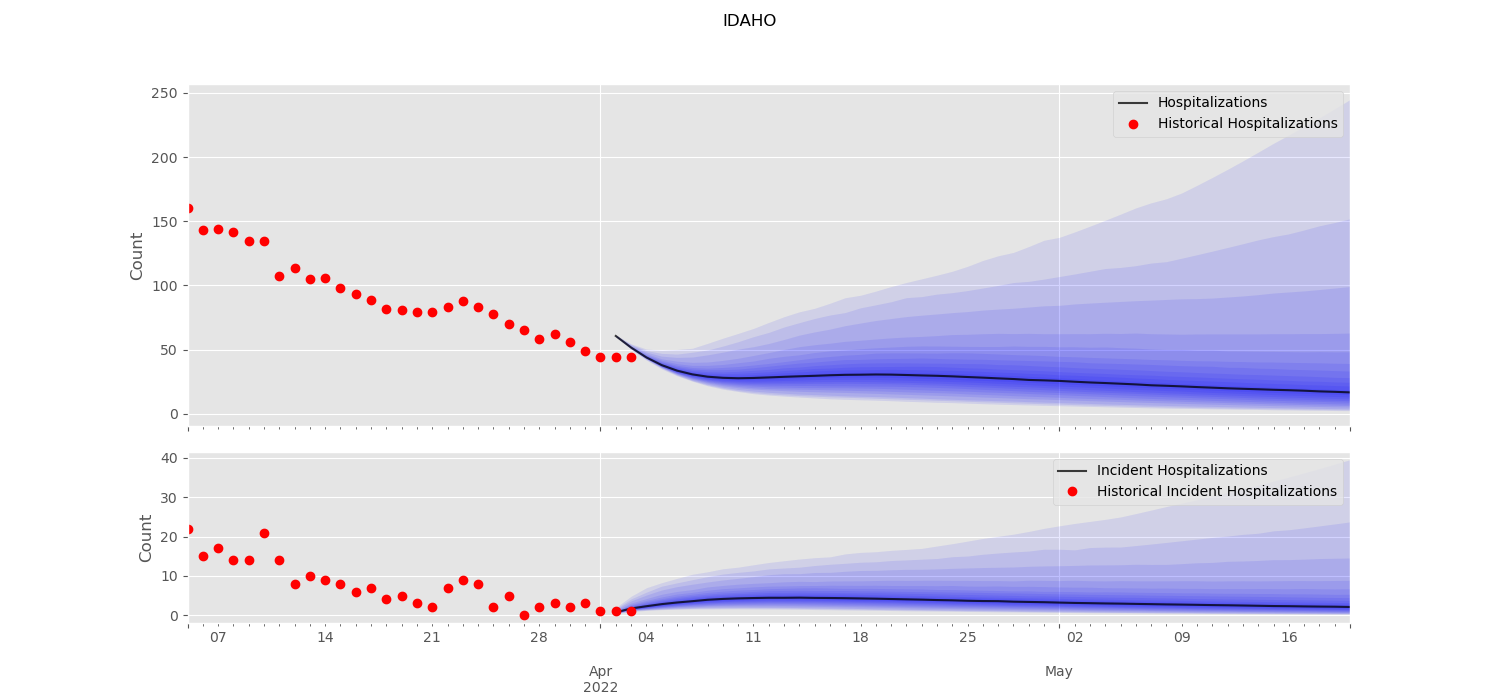 IDAHO
250
200
150
100
50
0
Count
Hospitalizations
Historical Hospitalizations
40
30
20
10
0
Count
Incident Hospitalizations
Historical Incident Hospitalizations
07 14 21 28 04 11 18 25 02 09 16
Apr May
2022